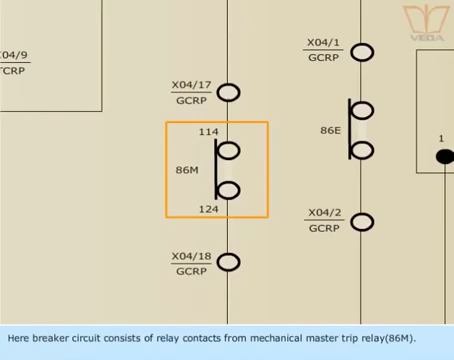 VEDA
X04/1
GCRP
X04/9
TCRP
X04/17
GCRP
114
86M
124
86E
1
X04/2
GCRP
X04/18
GCRP
Here breaker circuit consists of relay contacts from mechanical master trip relay(86M).